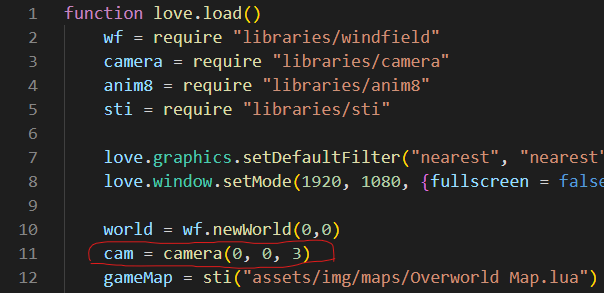 1 function love.load()
2 wf = require "libraries/windfield"
3 camera = require "libraries/camera"
4 anim8 = require "libraries/anim8"
5 sti = require "libraries/sti"
6
7 love.graphics.setDefaultFilter("nearest", "nearest"
8 love.window.setMode(1920, 1080, {fullscreen = false
9
10 world = wf.newWorld(0,0)
11 cam = camera(0, 0, 3)
12 gameMap = sti("assets/img/maps/Overworld Map.lua")